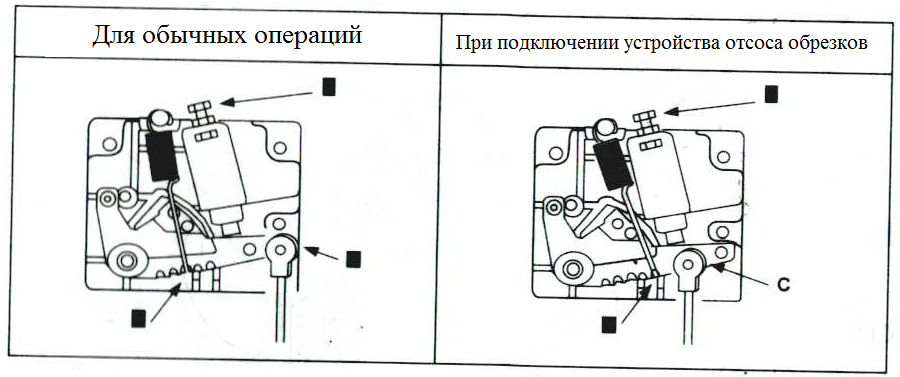 Для обычных операций
При подключении устройства отсоса обрезков
C